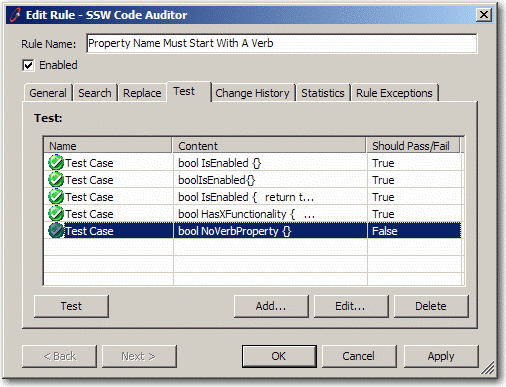 Edit Rule - SSW Code Auditor
Rule Name: Property Name Must Start With A Verb
Enabled
General Search Replace Test Change History Statistics Rule Exceptions
Test:
Name Content Should Pass/Fail
Test Case bool IsEnabled {} True
Test Case boolIsEnabled{} True
Test Case bool IsEnabled { return t... True
Test Case bool HasXFunctionality { ... True
Test Case bool NoVerbProperty {} False
Test Add... Edit... Delete
< Back Next > OK Cancel Apply